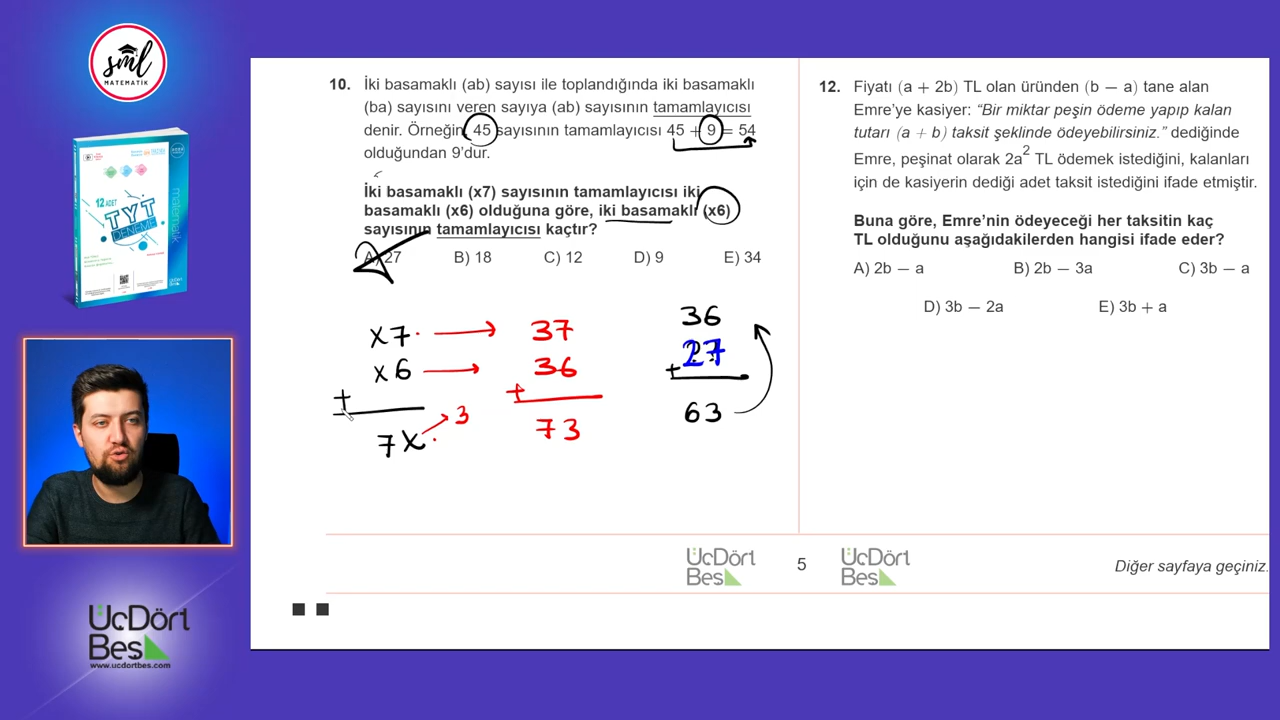 sml
MATEMATİK
12 ADET
TYT
DENEME
matematik
10. İki basamaklı (ab) sayısı ile toplandığında iki basamaklı
(ba) sayısını veren sayıya (ab) sayısının tamamlayıcısı
denir. Örneğin, 45 sayısının tamamlayıcısı 45 + 9 = 54
olduğundan 9'dur.
İki basamaklı (x7) sayısının tamamlayıcısı iki
basamaklı (x6) olduğuna göre, iki basamaklı (x6)
sayısının tamamlayıcısı kaçtır?
A) 27 B) 18 C) 12 D) 9 E) 34
x7 → 37
x6 → 36
+ +
7x → 3 73
36
27
+
63
12. Fiyatı (a + 2b) TL olan üründen (b − a) tane alan
Emre'ye kasiyer: “Bir miktar peşin ödeme yapıp kalan
tutarı (a + b) taksit şeklinde ödeyebilirsiniz.” dediğinde
Emre, peşinat olarak 2a² TL ödemek istediğini, kalanları
için de kasiyerin dediği adet taksit istediğini ifade etmiştir.
Buna göre, Emre'nin ödeyeceği her taksitin kaç
TL olduğunu aşağıdakilerden hangisi ifade eder?
A) 2b − a B) 2b − 3a C) 3b − a
D) 3b − 2a E) 3b + a
ÜçDört
Beş
5
ÜçDört
Beş
Diğer sayfaya geçiniz.
ÜçDört
Beş
www.ucdortbes.com